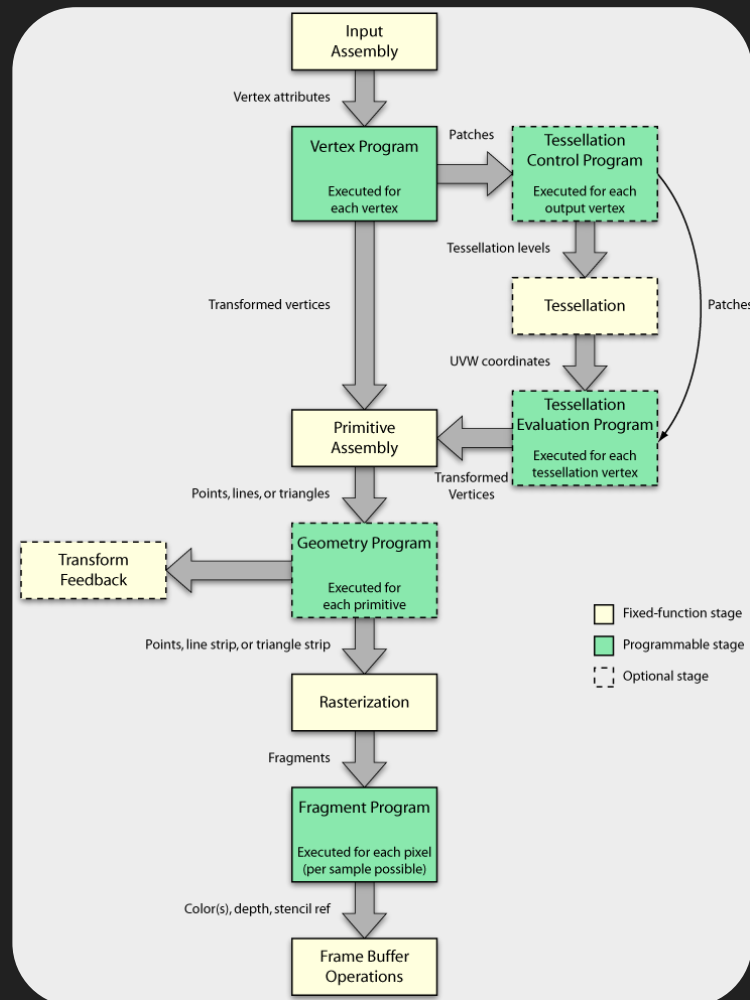 Input
Assembly
Vertex attributes
Vertex Program
Executed for
each vertex
Patches
Tessellation
Control Program
Executed for each
output vertex
Tessellation levels
Transformed vertices
Tessellation
Patches
UVW coordinates
Tessellation
Evaluation Program
Executed for each
tessellation vertex
Primitive
Assembly
Transformed
Vertices
Points, lines, or triangles
Geometry Program
Executed for
each primitive
Transform
Feedback
Fixed-function stage
Programmable stage
Optional stage
Points, line strip, or triangle strip
Rasterization
Fragments
Fragment Program
Executed for each pixel
(per sample possible)
Color(s), depth, stencil ref
Frame Buffer
Operations